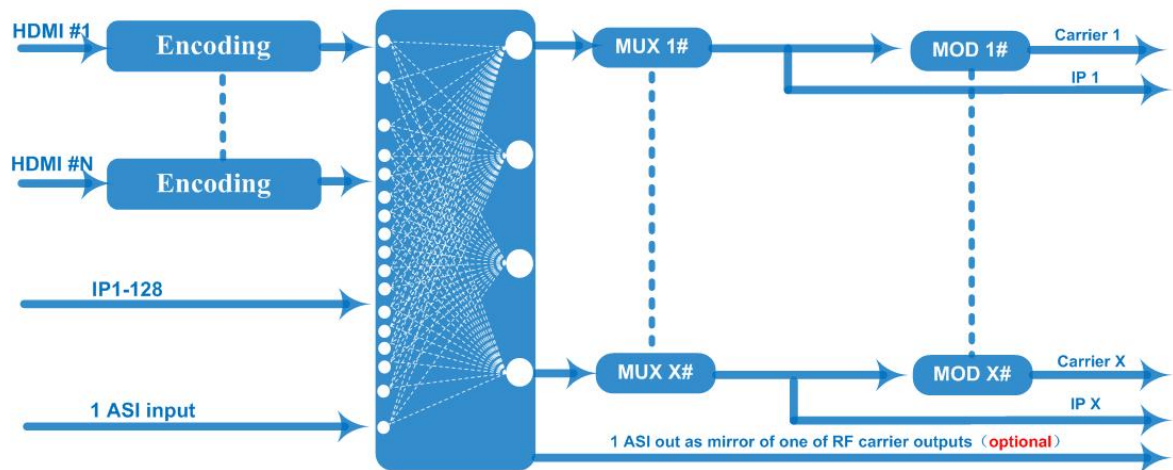 HDMI #1
Encoding
MUX 1#
MOD 1#
Carrier 1
IP 1
HDMI #N
Encoding
IP1-128
1 ASI input
MUX X#
MOD X#
Carrier X
IP X
1 ASI out as mirror of one of RF carrier outputs（optional）